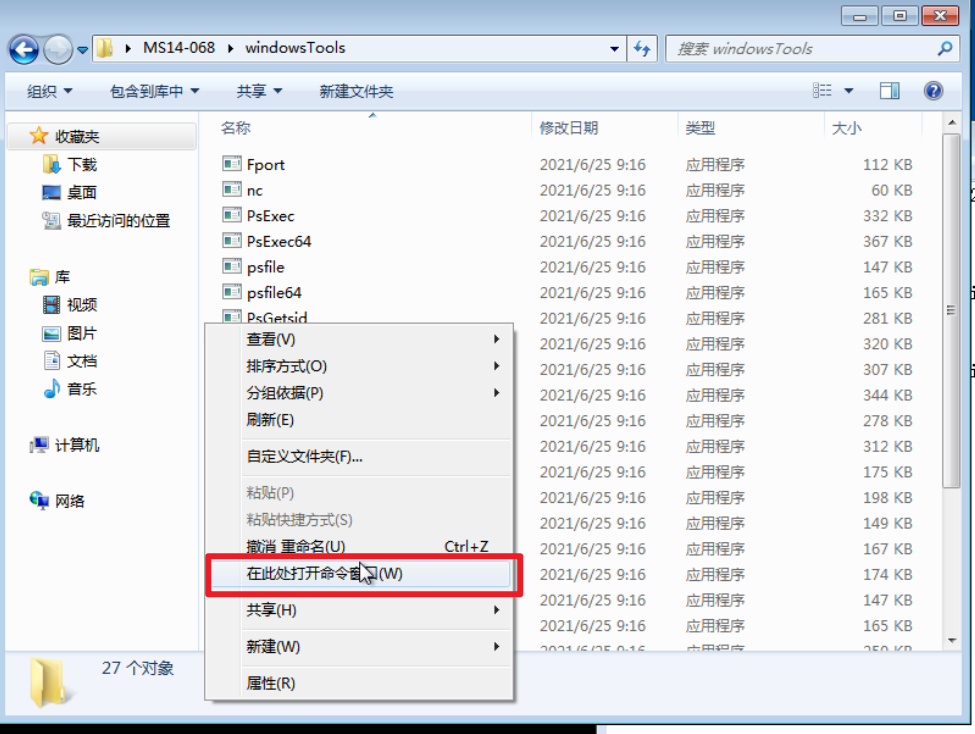 MS14-068 windowsTools
搜索 windowsTools
组织 包含到库中 共享 新建文件夹
名称 修改日期 类型 大小
收藏夹
下载
桌面
最近访问的位置
库
视频
图片
文档
音乐
计算机
网络
Fport 2021/6/25 9:16 应用程序 112 KB
nc 2021/6/25 9:16 应用程序 60 KB
PsExec 2021/6/25 9:16 应用程序 332 KB
PsExec64 2021/6/25 9:16 应用程序 367 KB
psfile 2021/6/25 9:16 应用程序 147 KB
psfile64 2021/6/25 9:16 应用程序 165 KB
PsGetsid 2021/6/25 9:16 应用程序 281 KB
2021/6/25 9:16 应用程序 320 KB
2021/6/25 9:16 应用程序 307 KB
2021/6/25 9:16 应用程序 344 KB
2021/6/25 9:16 应用程序 278 KB
2021/6/25 9:16 应用程序 312 KB
2021/6/25 9:16 应用程序 175 KB
2021/6/25 9:16 应用程序 198 KB
2021/6/25 9:16 应用程序 149 KB
2021/6/25 9:16 应用程序 167 KB
2021/6/25 9:16 应用程序 174 KB
2021/6/25 9:16 应用程序 147 KB
2021/6/25 9:16 应用程序 165 KB
查看(V)
排序方式(O)
分组依据(P)
刷新(E)
自定义文件夹(F)...
粘贴(P)
粘贴快捷方式(S)
撤消 重命名(U) Ctrl+Z
在此处打开命令窗口(W)
共享(H)
新建(W)
属性(R)
27 个对象